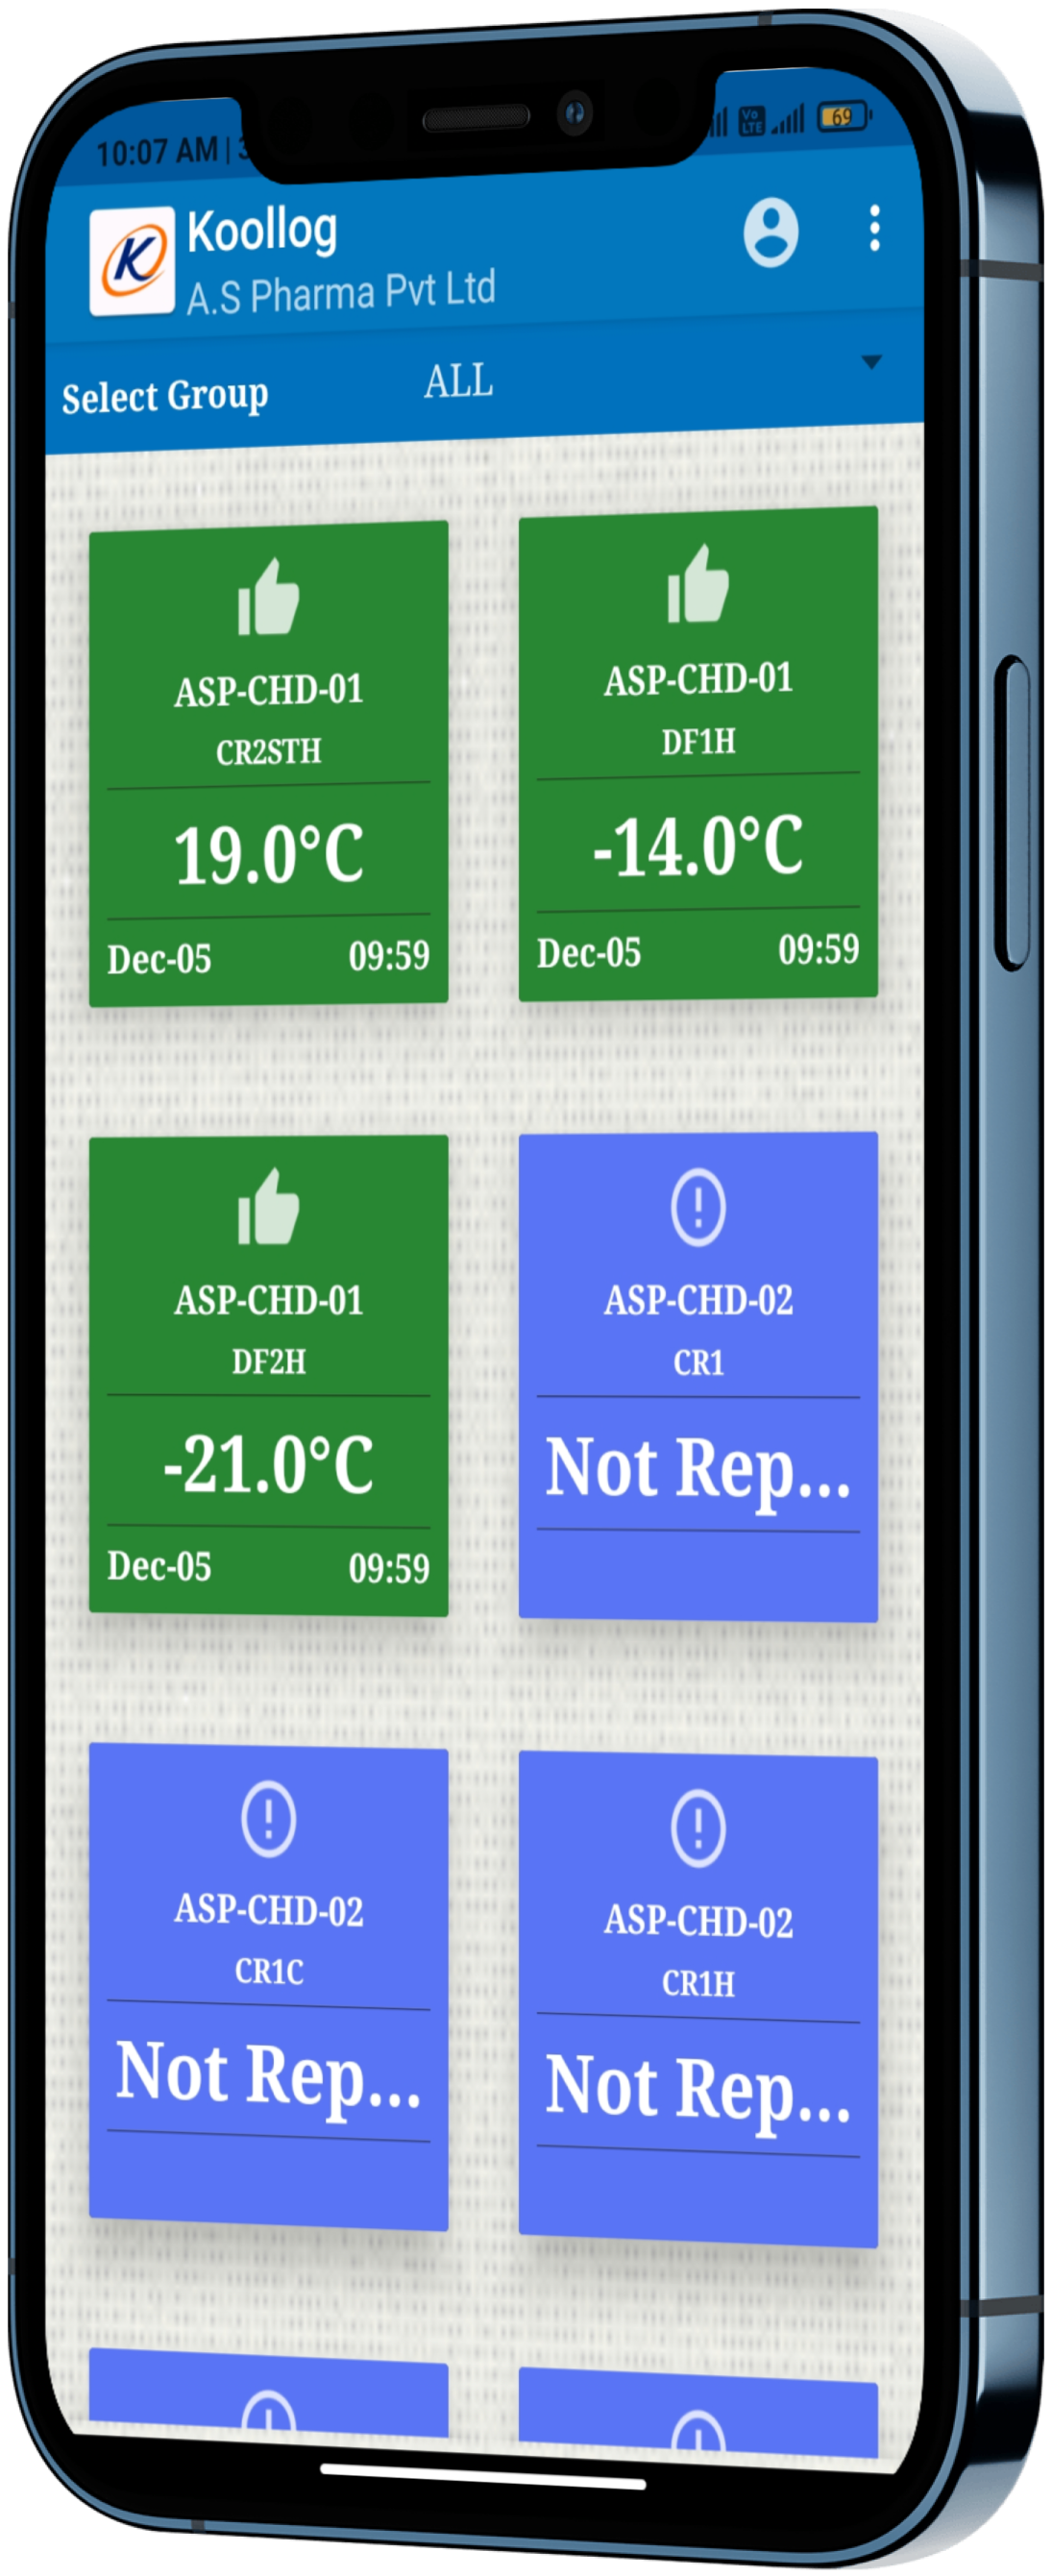 10:07 AM | 3
Vo LTE
69
K
Koollog
A.S Pharma Pvt Ltd
Select Group ALL
ASP-CHD-01
CR2STH
19.0°C
Dec-05 09:59
ASP-CHD-01
DF1H
-14.0°C
Dec-05 09:59
ASP-CHD-01
DF2H
-21.0°C
Dec-05 09:59
ASP-CHD-02
CR1
Not Rep...
ASP-CHD-02
CR1C
Not Rep...
ASP-CHD-02
CR1H
Not Rep...